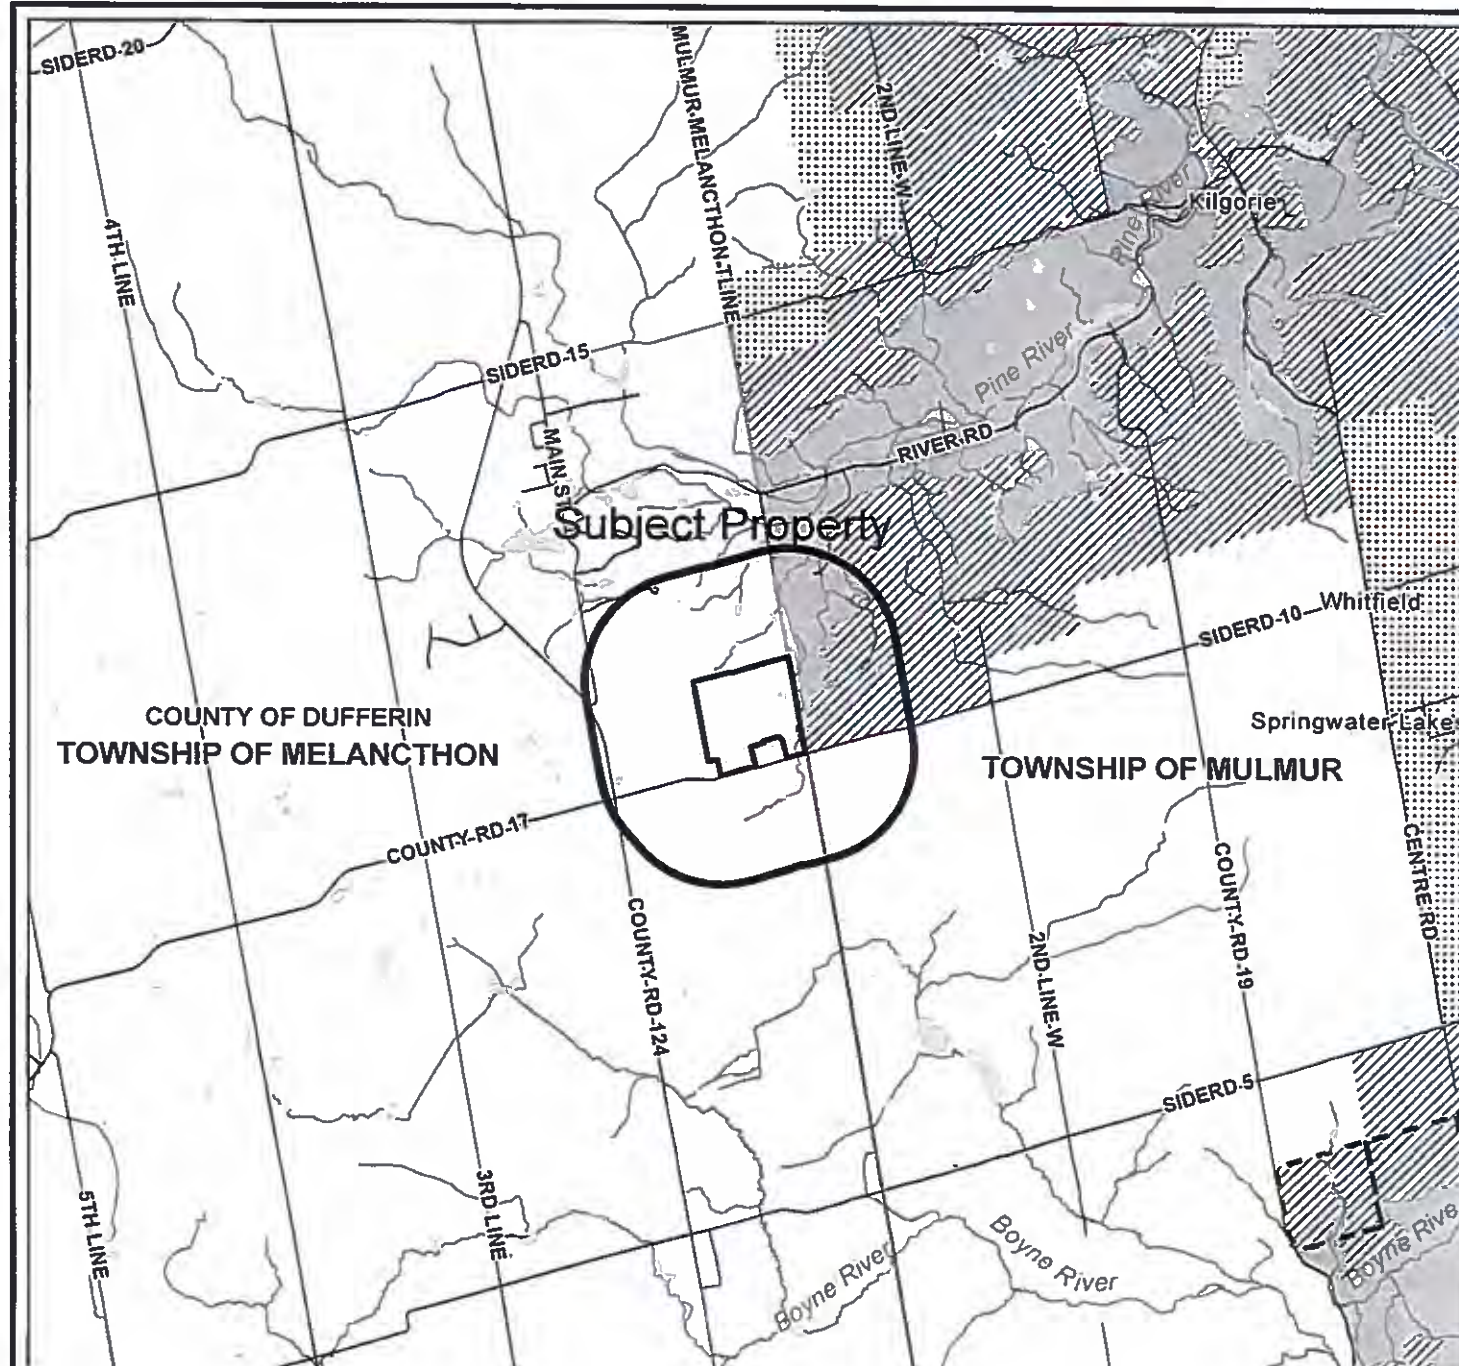 SIDERD-20
MULMUR-MELANCTHON-TLINE
2ND-LINE-W
4TH-LINE
Pine River
Kilgorie
SIDERD-15
Pine River
MAIN ST
RIVER-RD
Subject Property
Whitfield
SIDERD-10
COUNTY OF DUFFERIN
TOWNSHIP OF MELANCTHON
Springwater-Lake
TOWNSHIP OF MULMUR
COUNTY-RD-17
COUNTY-RD-124
2ND-LINE-W
COUNTY-RD-19
CENTRE RD
SIDERD-5
5TH-LINE
3RD-LINE
Boyne River
Boyne River
Boyne Rive